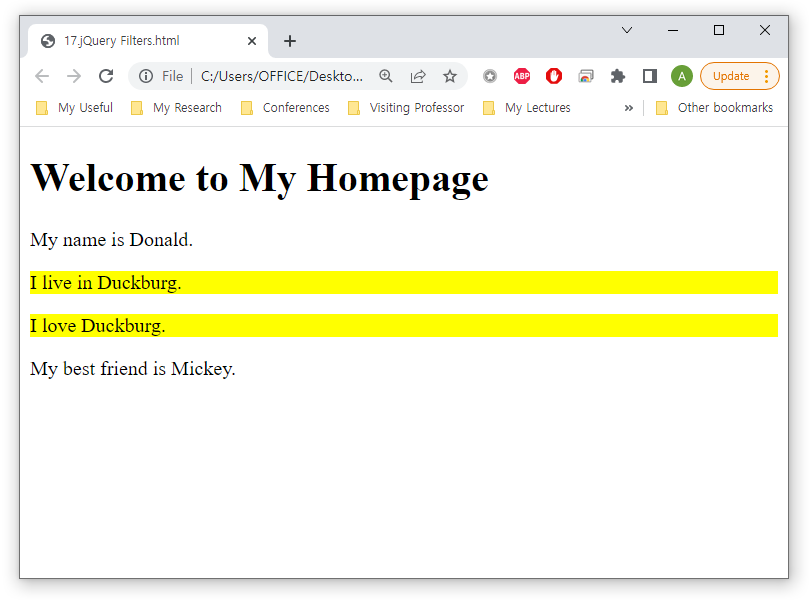 17.jQuery Filters.html
File C:/Users/OFFICE/Deskto... ABP A Update
My Useful My Research Conferences Visiting Professor My Lectures » Other bookmarks
Welcome to My Homepage
My name is Donald.
I live in Duckburg.
I love Duckburg.
My best friend is Mickey.